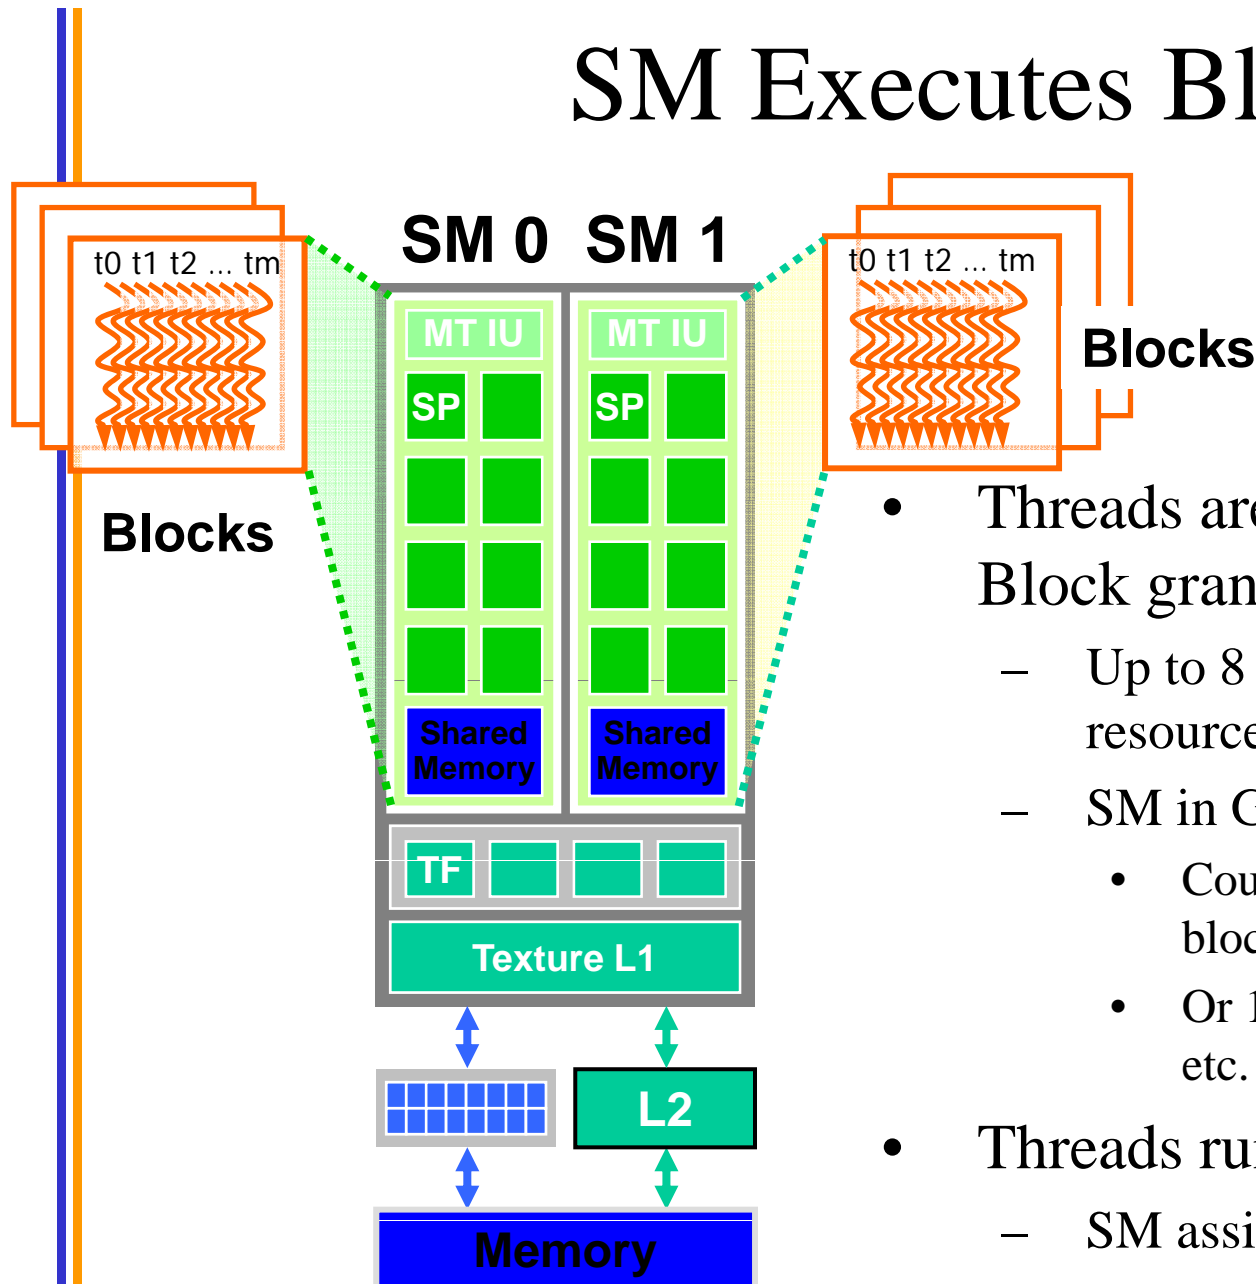 SM Executes Bl
SM 0 SM 1
t0 t1 t2 ... tm
t0 t1 t2 ... tm
MT IU
MT IU
Blocks
SP
SP
Blocks
• Threads are
Block gran
– Up to 8
resource
Shared
Memory
Shared
Memory
– SM in G
TF
• Cou
bloc
Texture L1
• Or 1
etc.
L2
• Threads run
– SM assi
Memory